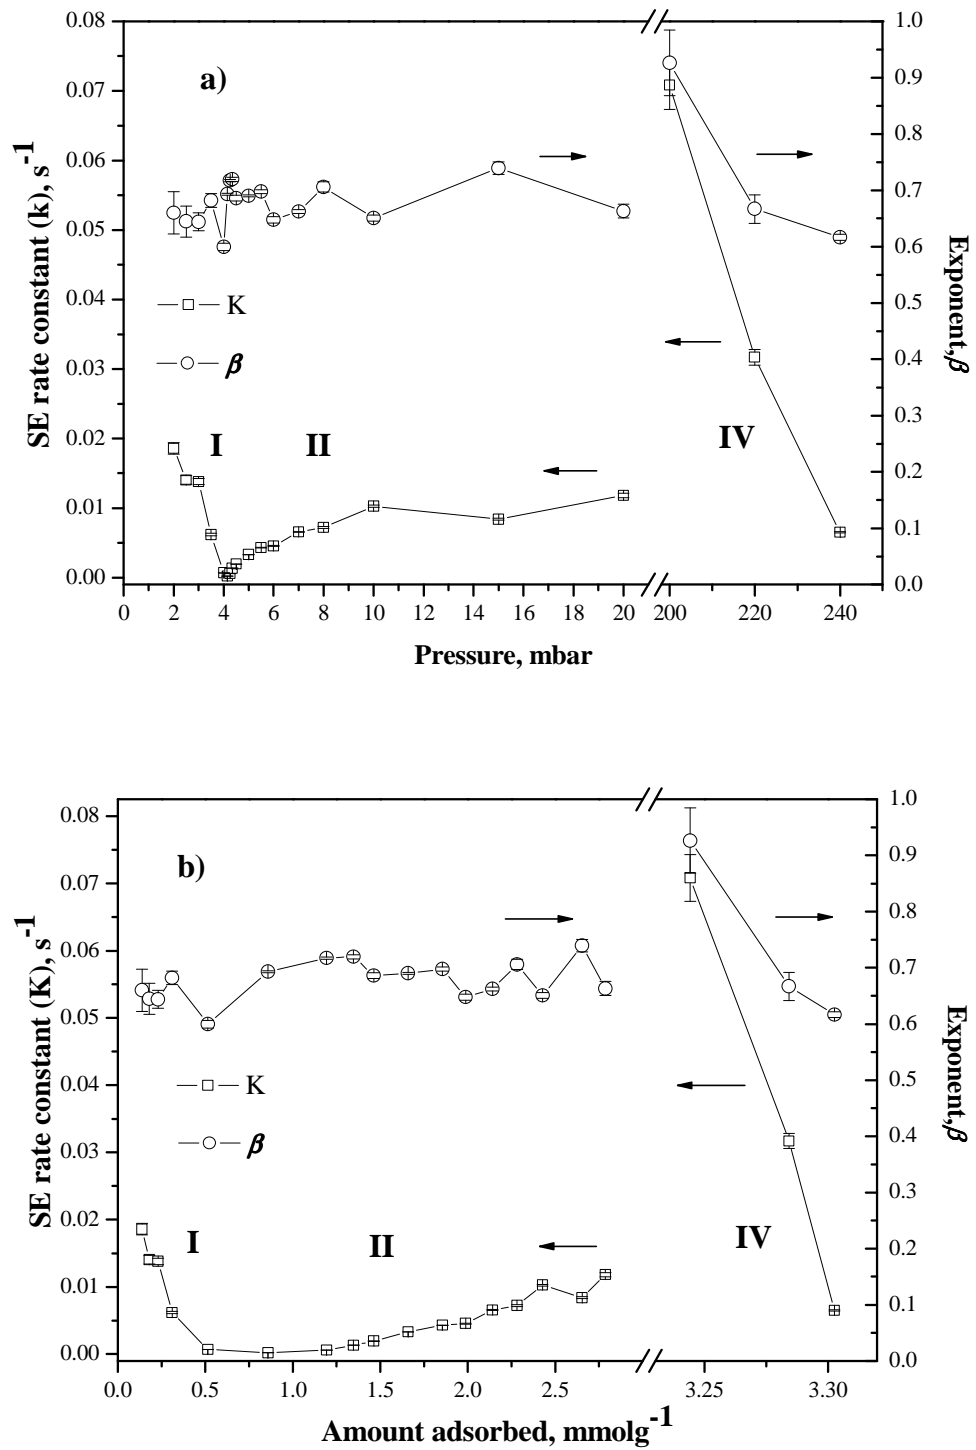 a)
SE rate constant (k), s-1
0.08
0.07
0.06
0.05
0.04
0.03
0.02
0.01
0.00
1.0
0.9
0.8
0.7
0.6
0.5
0.4
0.3
0.2
0.1
0.0
Exponent,β
K
β
I II IV
0 2 4 6 8 10 12 14 16 18 20 200 220 240
Pressure, mbar
b)
SE rate constant (K), s-1
0.08
0.07
0.06
0.05
0.04
0.03
0.02
0.01
0.00
1.0
0.9
0.8
0.7
0.6
0.5
0.4
0.3
0.2
0.1
0.0
Exponent,β
K
β
I II IV
0.0 0.5 1.0 1.5 2.0 2.5 3.25 3.30
Amount adsorbed, mmolg-1